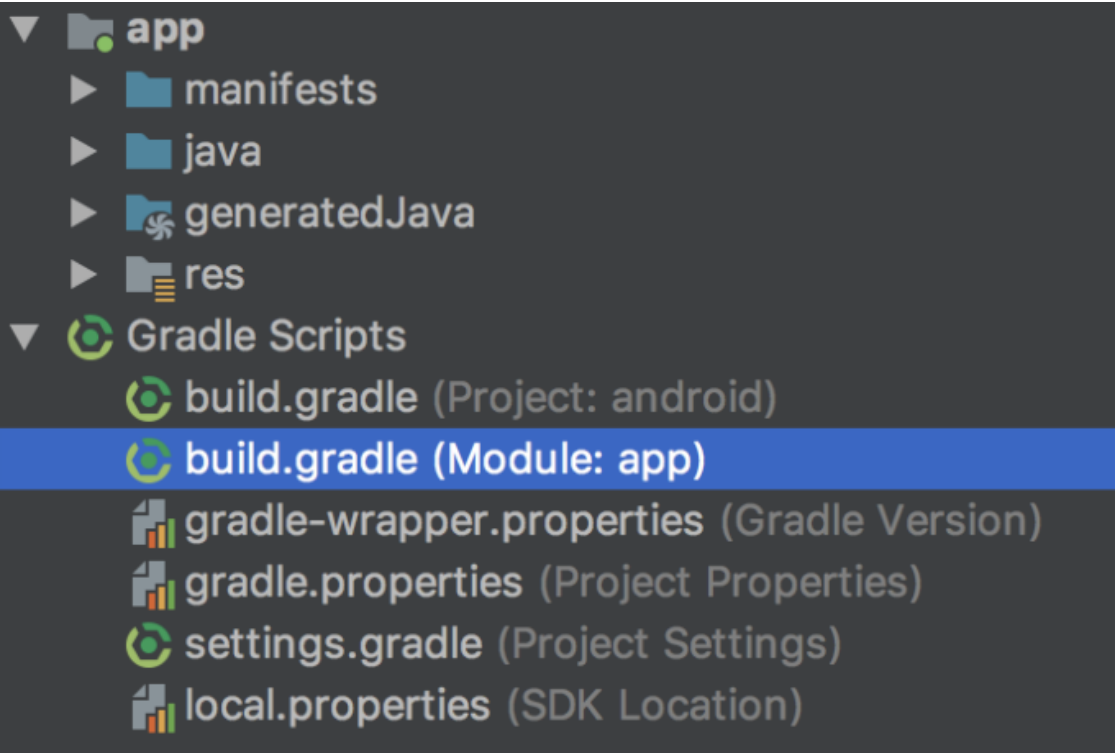 app
manifests
java
generatedJava
res
Gradle Scripts
build.gradle (Project: android)
build.gradle (Module: app)
gradle-wrapper.properties (Gradle Version)
gradle.properties (Project Properties)
settings.gradle (Project Settings)
local.properties (SDK Location)